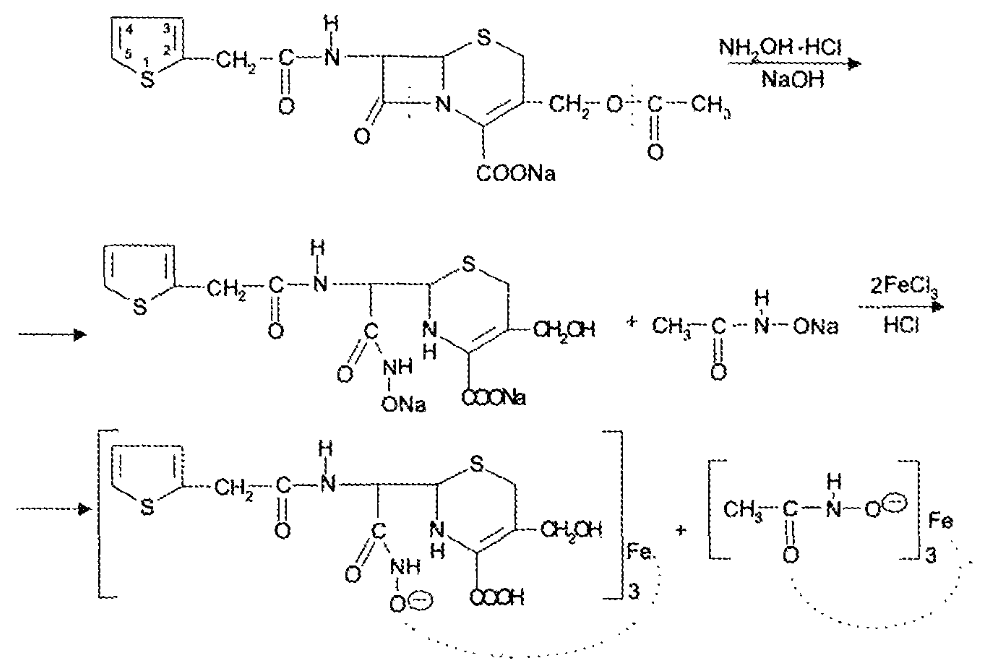 4 3
5 2
1
S
H
CH₂ C N
O
S
N
O
CH₂ O C CH₃
O
COONa
NH₂OH·HCl
NaOH
H
S
CH₂ C N
O
C
O
NH
ONa
S
N
H
CH₂OH
COONa
+
H
CH₃ C N ONa
O
2FeCl₃
HCl
H
S
CH₂ C N
O
C
O
NH
O⊖
S
N
H
CH₂OH
COOH
Fe
3
+
H
CH₃ C N O⊖
O
Fe
3